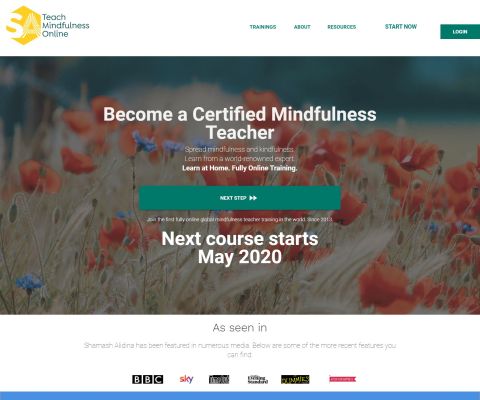 SA
Teach
Mindfulness
Online
TRAININGS ABOUT RESOURCES START NOW LOGIN
Become a Certified Mindfulness
Teacher
Spread mindfulness and kindfulness.
Learn from a world-renowned expert.
Learn at Home. Fully Online Training.
NEXT STEP
Join the first fully online global mindfulness teacher training in the world. Since 2013.
Next course starts
May 2020
As seen in
Shamash Alidina has been featured in numerous media. Below are some of the more recent features you
can find.
BBC sky Evening Standard DUMMIES